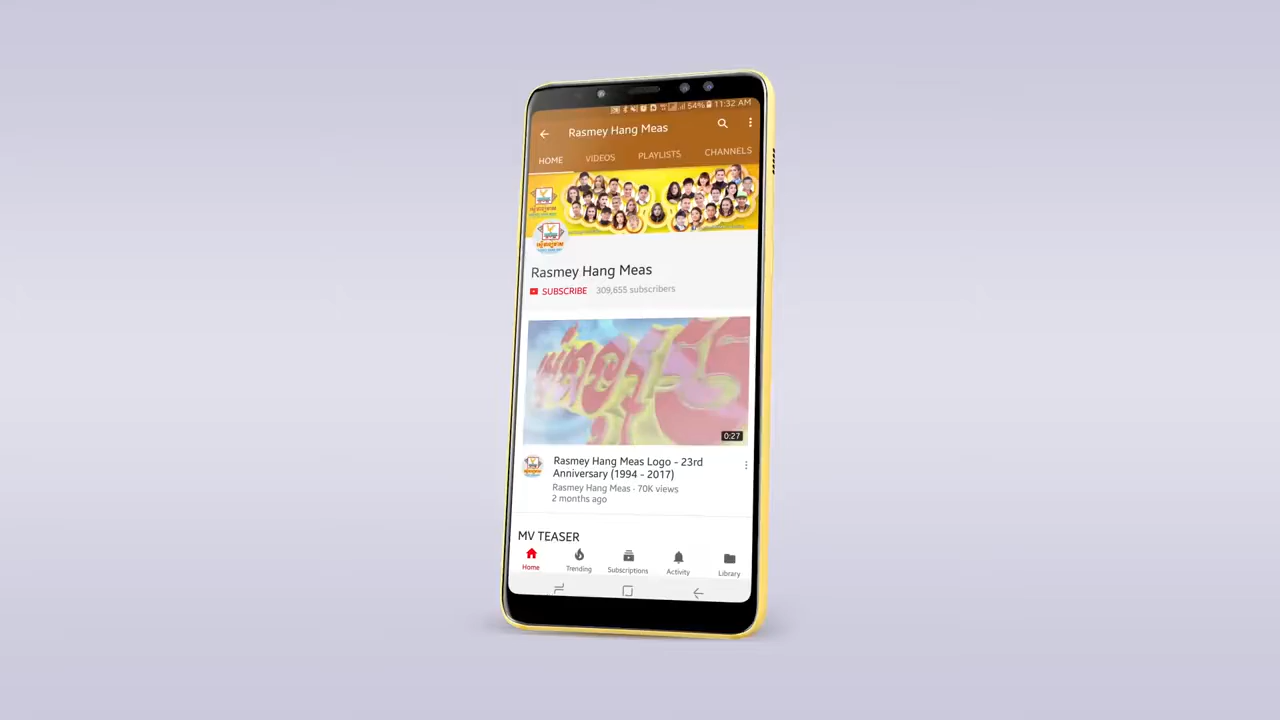 54% 11:32 AM
Rasmey Hang Meas
HOME VIDEOS PLAYLISTS CHANNELS
Rasmey Hang Meas
SUBSCRIBE 309,655 subscribers
0:27
Rasmey Hang Meas Logo - 23rd
Anniversary (1994 - 2017)
Rasmey Hang Meas · 70K views
2 months ago
MV TEASER
Home Trending Subscriptions Activity Library